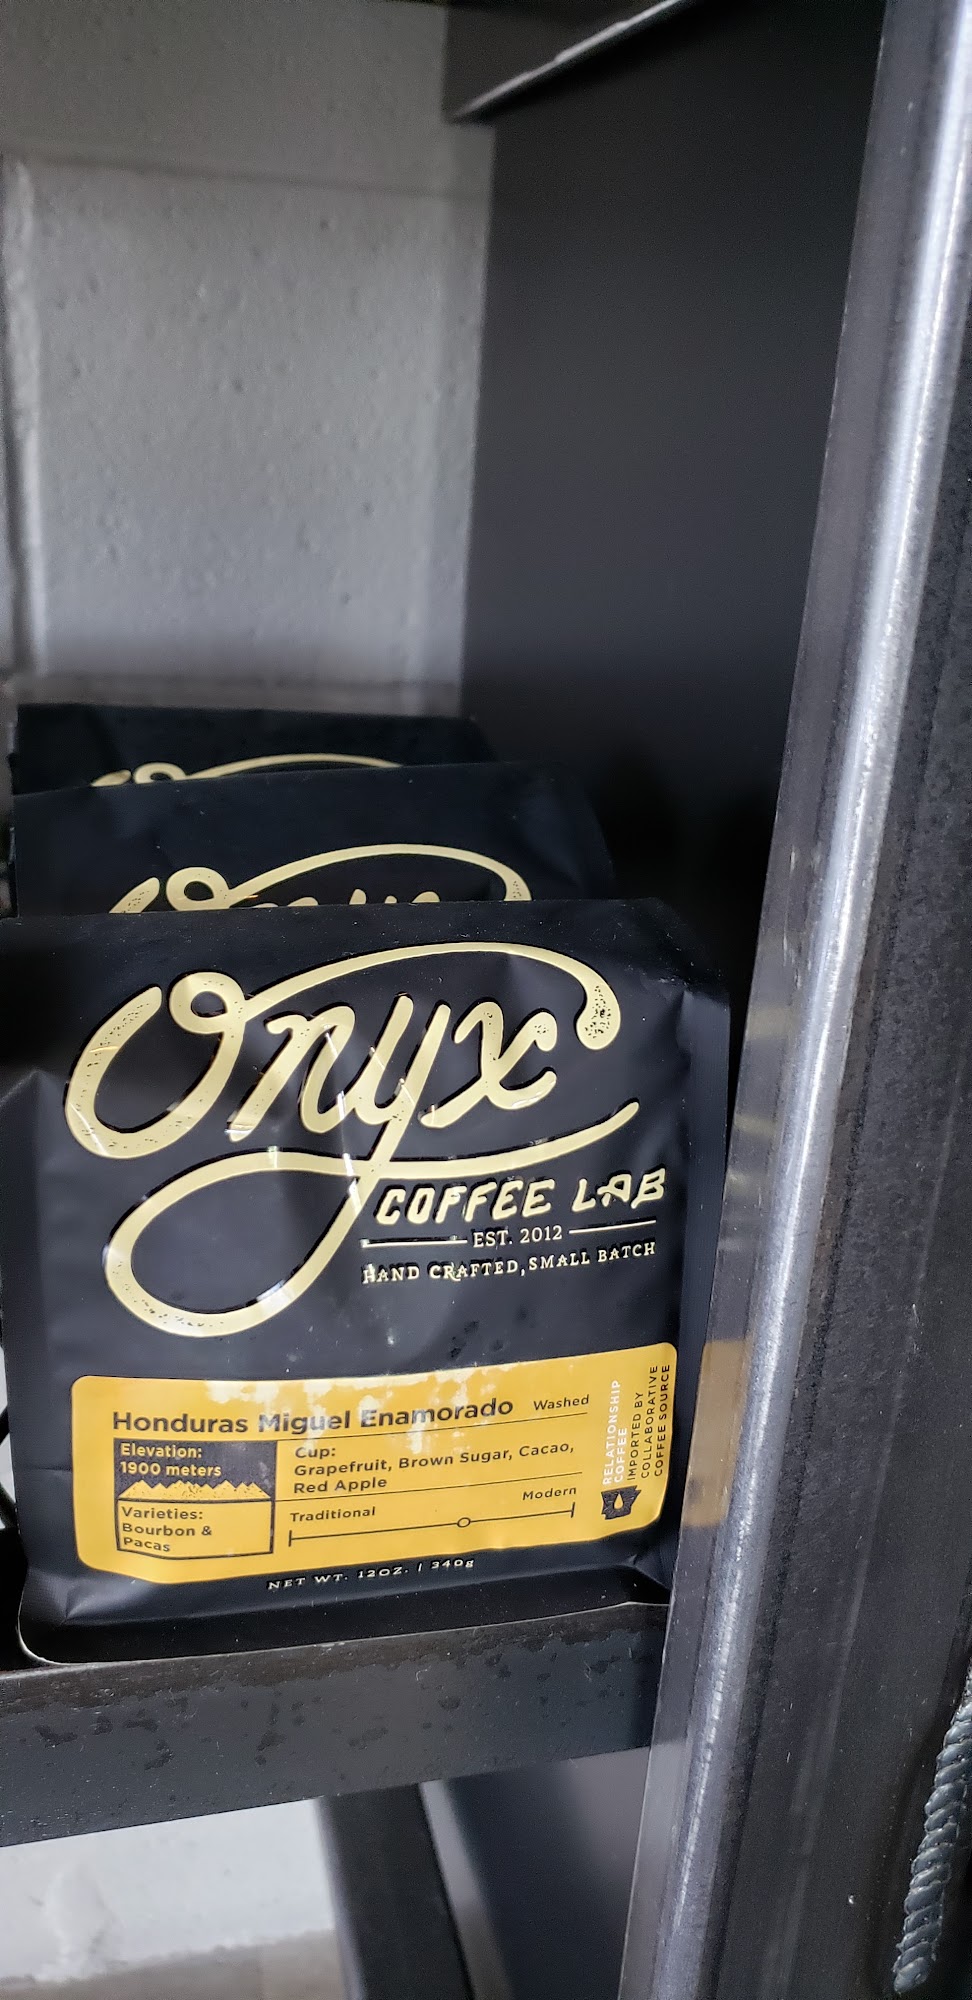 Onyx
COFFEE LAB
EST. 2012
HAND CRAFTED, SMALL BATCH
Honduras Miguel Enamorado Washed
Elevation:
1900 meters
Varieties:
Bourbon &
Pacas
Cup:
Grapefruit, Brown Sugar, Cacao,
Red Apple
Traditional Modern
RELATIONSHIP
COFFEE
IMPORTED BY
COLLABORATIVE
COFFEE SOURCE
NET WT. 12OZ. | 340g